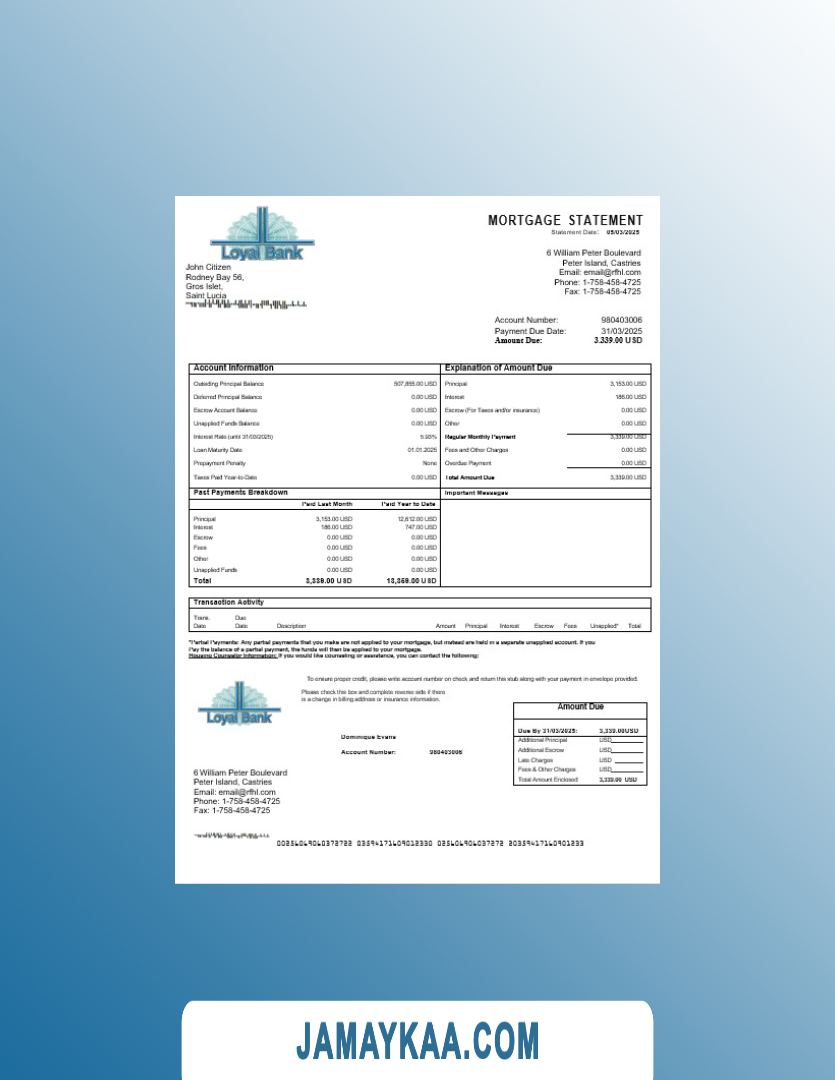 Loyal Bank
John Citizen
Rodney Bay 56,
Gros Islet,
Saint Lucia
MORTGAGE STATEMENT
Statement Date: 05/03/2025
6 William Peter Boulevard
Peter Island, Castries
Email: email@rfhl.com
Phone: 1-758-458-4725
Fax: 1-758-458-4725
Account Number: 980403006
Payment Due Date: 31/03/2025
Amount Due: 3,339.00 USD
Account Information
Outsiding Principal Balance 507,855.00 USD
Deferred Principal Balance 0.00 USD
Escrow Account Balance 0.00 USD
Unapplied Funds Balance 0.00 USD
Interest Rate (until 31/03/2025) 5.93%
Loan Maturity Date 01.01.2025
Prepayment Penalty None
Taxes Paid Year-to-Date 0.00 USD
Explanation of Amount Due
Principal 3,153.00 USD
Interest 186.00 USD
Escrow (For Taxes and/or insurance) 0.00 USD
Other 0.00 USD
Regular Monthly Payment 3,339.00 USD
Fees and Other Charges 0.00 USD
Overdue Payment 0.00 USD
Total Amount Due 3,339.00 USD
Past Payments Breakdown
Paid Last Month Paid Year to Date
Principal 3,153.00 USD 12,612.00 USD
Interest 186.00 USD 747.00 USD
Escrow 0.00 USD 0.00 USD
Fees 0.00 USD 0.00 USD
Other 0.00 USD 0.00 USD
Unapplied Funds 0.00 USD 0.00 USD
Total 3,339.00 USD 13,359.00 USD
Important Messages
Transaction Activity
Trans. Due
Date Date Description Amount Principal Interest Escrow Fees Unapplied* Total
*Partial Payments: Any partial payments that you make are not applied to your mortgage, but instead are held in a separate unapplied account. If you
Pay the balance of a partial payment, the funds will then be applied to your mortgage.
Housing Counselor Information: If you would like counseling or assistance, you can contact the following:
Loyal Bank
To ensure proper credit, please write account number on check and return this stub along with your payment in envelope provided.
Please check this box and complete reverse side if there
is a change in billing address or insurance information.
Dominique Evans
Account Number: 980403006
Amount Due
Due By 31/03/2025: 3,339.00USD
Additional Principal USD
Additional Escrow USD
Late Charges USD
Fees & Other Charges USD
Total Amount Enclosed 3,339.00 USD
6 William Peter Boulevard
Peter Island, Castries
Email: email@rfhl.com
Phone: 1-758-458-4725
Fax: 1-758-458-4725
JAMAYKAA.COM